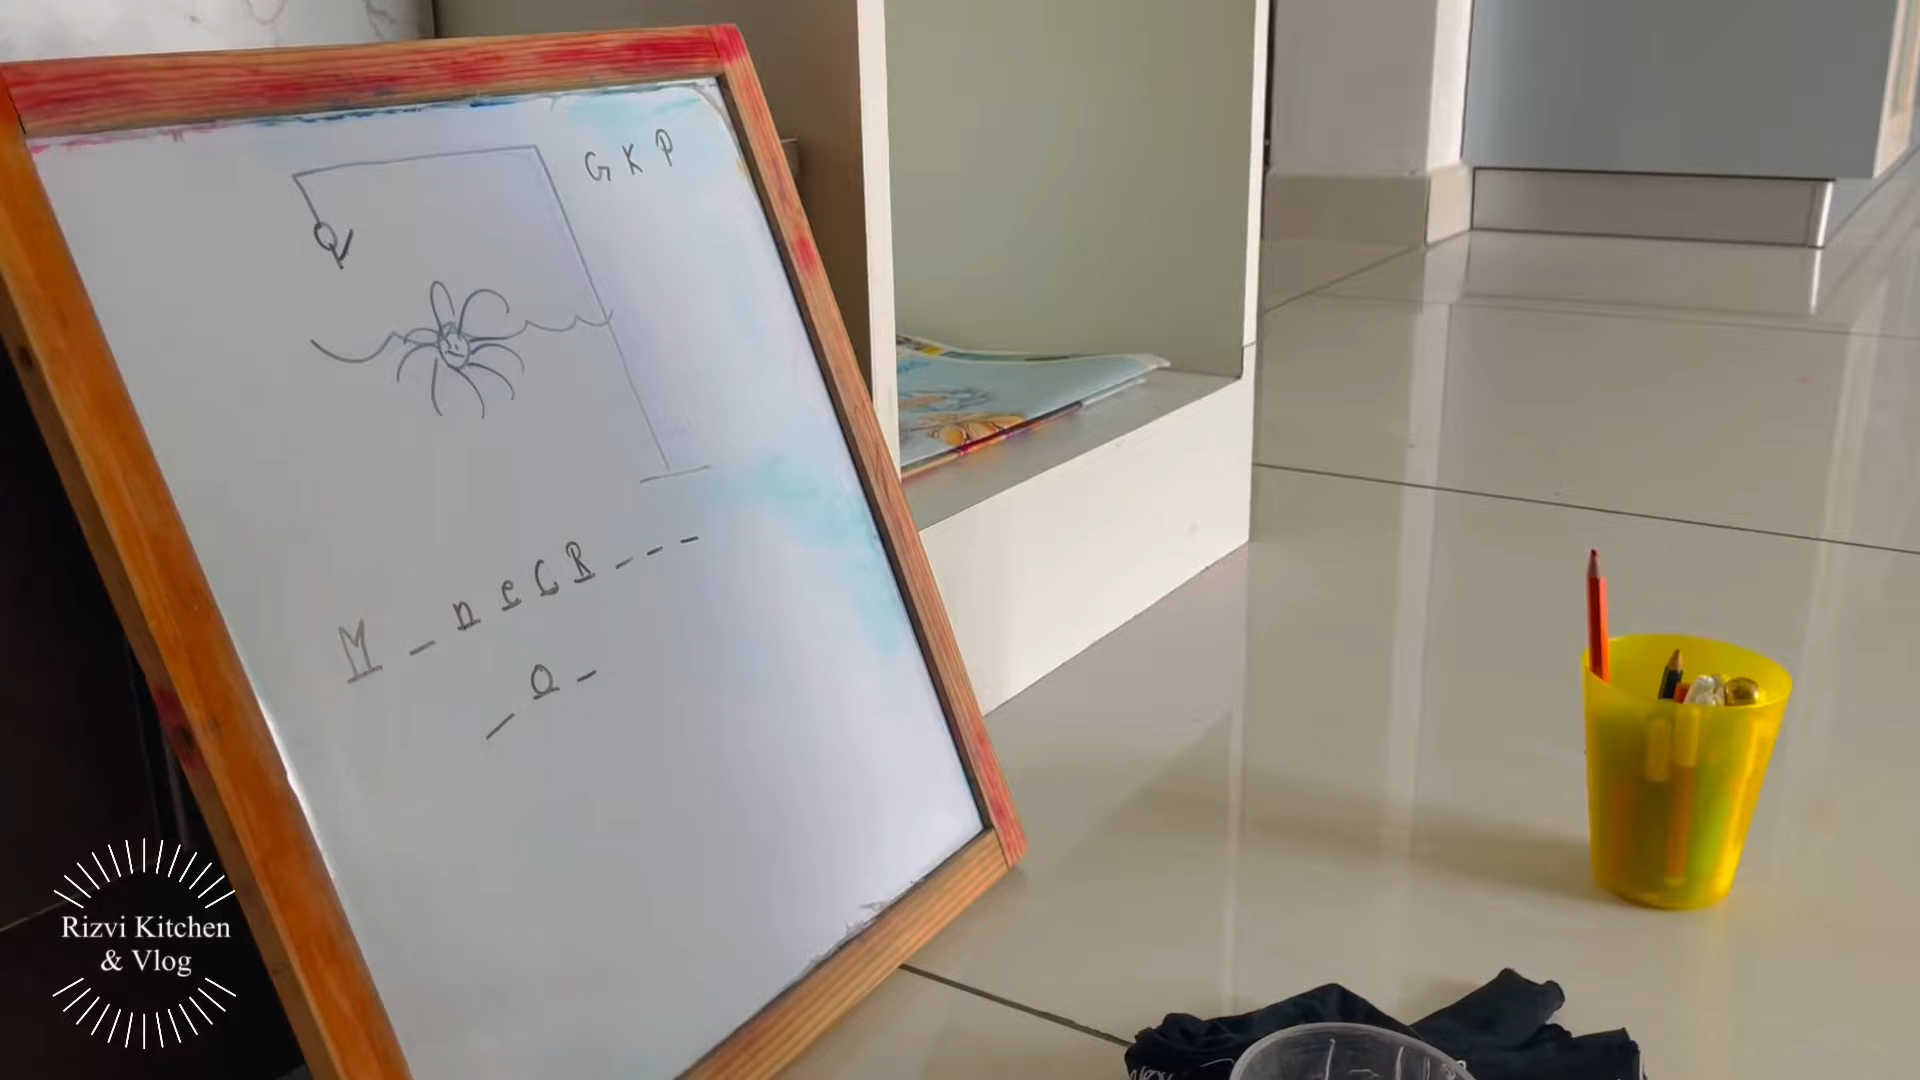 G K P
M _ n e C R _ _ _
_ O _
Rizvi Kitchen
& Vlog